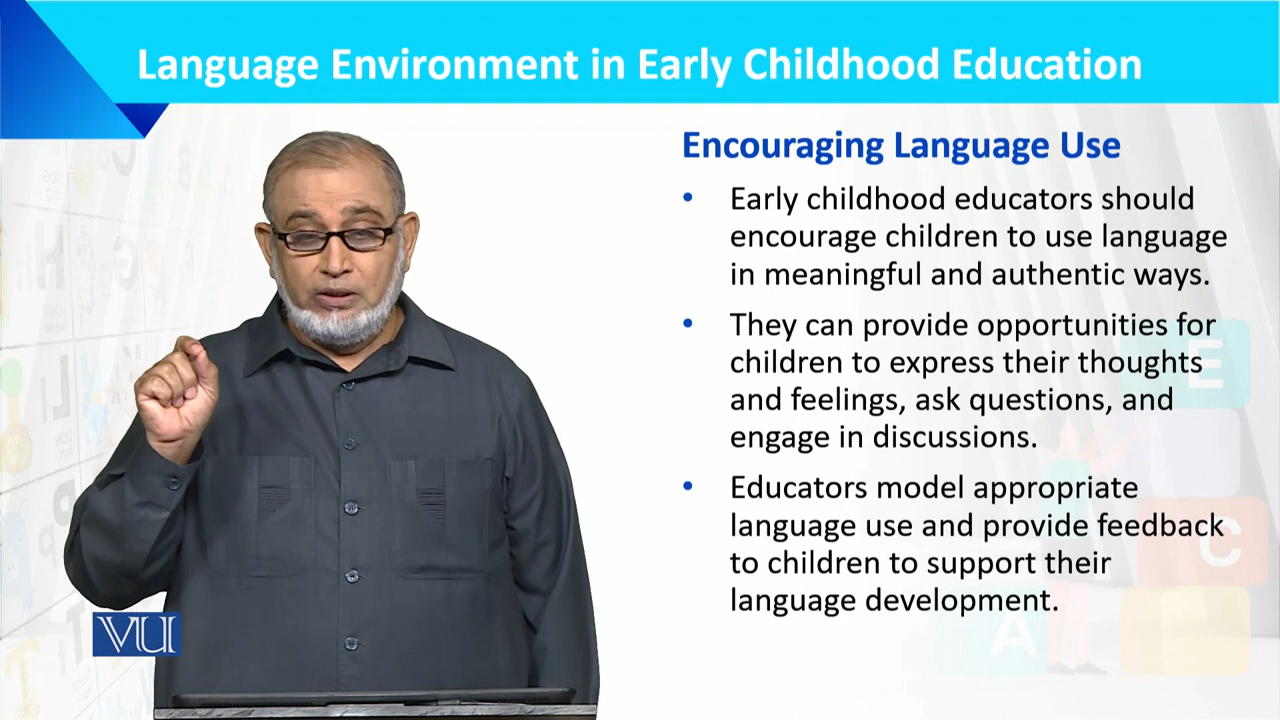 Language Environment in Early Childhood Education
Encouraging Language Use
• Early childhood educators should
encourage children to use language
in meaningful and authentic ways.
• They can provide opportunities for
children to express their thoughts
and feelings, ask questions, and
engage in discussions.
• Educators model appropriate
language use and provide feedback
to children to support their
language development.
VU
E
C
A